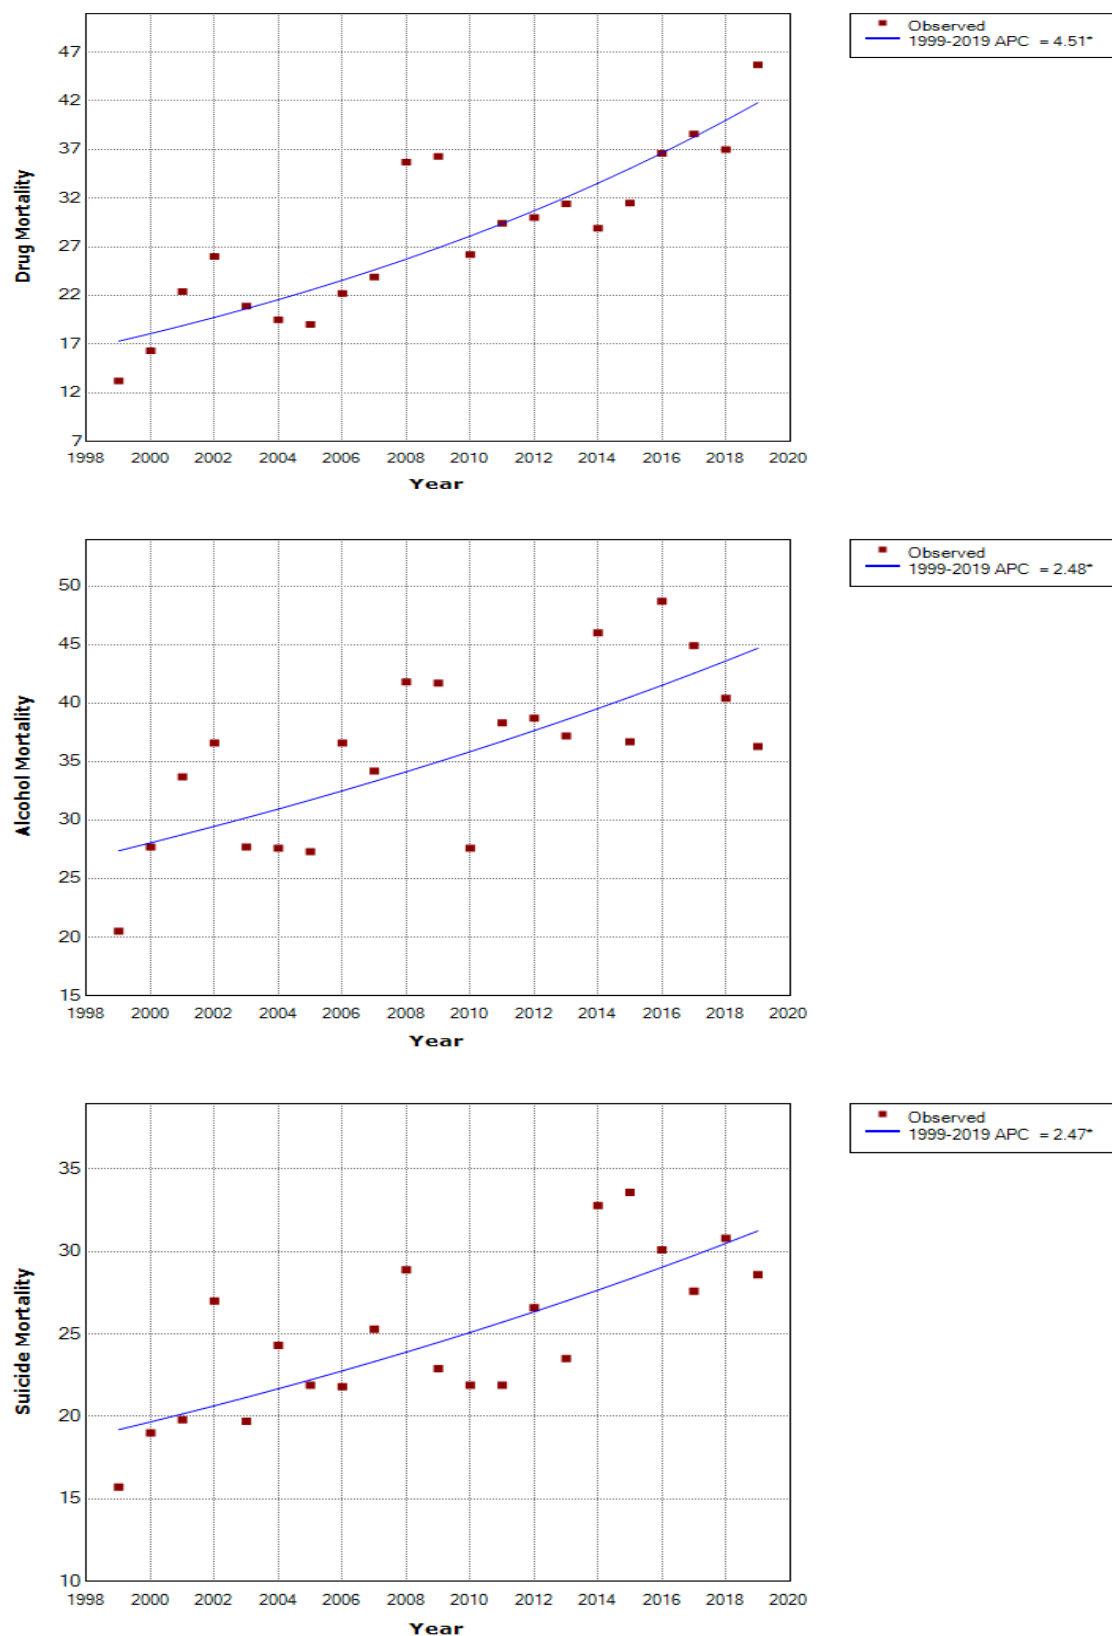 Observed
1999-2019 APC = 4.51*
47
42
37
32
27
22
17
12
7
Drug Mortality
1998 2000 2002 2004 2006 2008 2010 2012 2014 2016 2018 2020
Year
Observed
1999-2019 APC = 2.48*
50
45
40
35
30
25
20
15
Alcohol Mortality
1998 2000 2002 2004 2006 2008 2010 2012 2014 2016 2018 2020
Year
Observed
1999-2019 APC = 2.47*
35
30
25
20
15
10
Suicide Mortality
1998 2000 2002 2004 2006 2008 2010 2012 2014 2016 2018 2020
Year